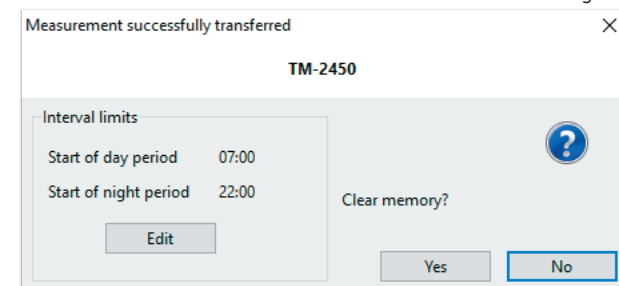 Measurement successfully transferred
TM-2450
Interval limits
Start of day period 07:00
Start of night period 22:00
Edit
Clear memory?
Yes No